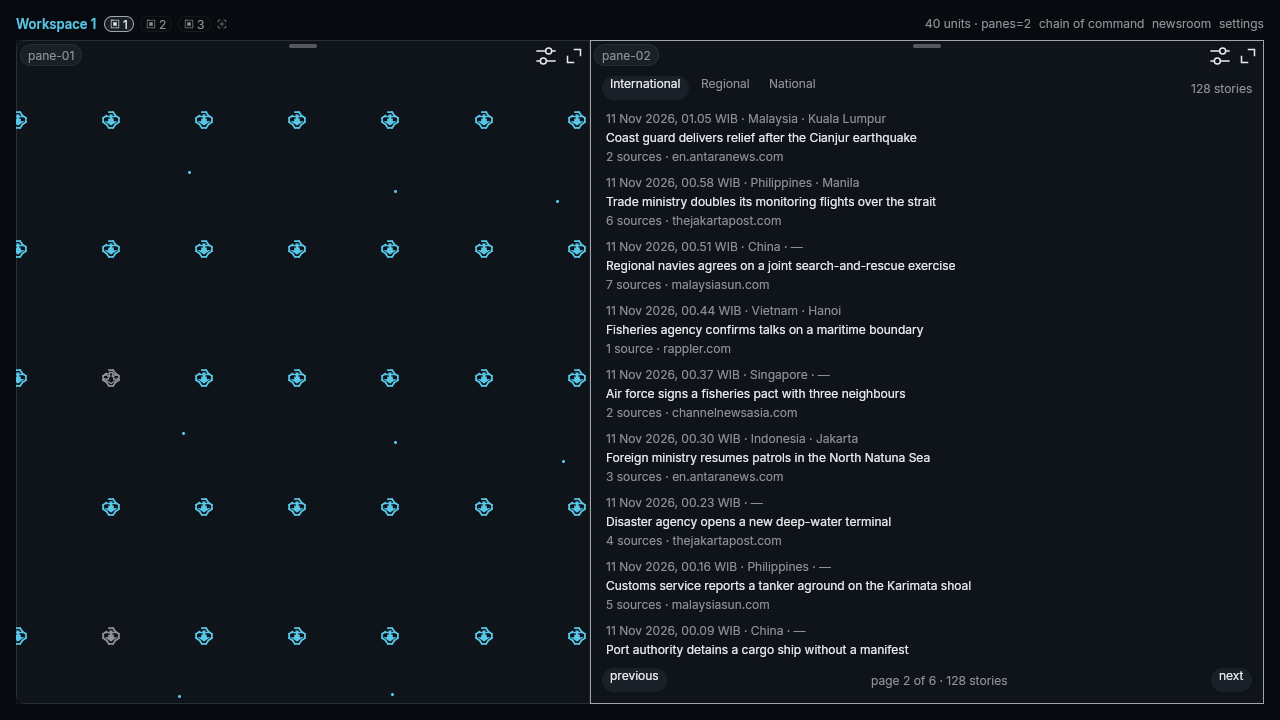 Workspace 1 1 2 3
40 units · panes=2 chain of command newsroom settings
pane-01
pane-02
International Regional National
128 stories
11 Nov 2026, 01.05 WIB · Malaysia · Kuala Lumpur
Coast guard delivers relief after the Cianjur earthquake
2 sources · en.antaranews.com
11 Nov 2026, 00.58 WIB · Philippines · Manila
Trade ministry doubles its monitoring flights over the strait
6 sources · thejakartapost.com
11 Nov 2026, 00.51 WIB · China · —
Regional navies agrees on a joint search-and-rescue exercise
7 sources · malaysiasun.com
11 Nov 2026, 00.44 WIB · Vietnam · Hanoi
Fisheries agency confirms talks on a maritime boundary
1 source · rappler.com
11 Nov 2026, 00.37 WIB · Singapore · —
Air force signs a fisheries pact with three neighbours
2 sources · channelnewsasia.com
11 Nov 2026, 00.30 WIB · Indonesia · Jakarta
Foreign ministry resumes patrols in the North Natuna Sea
3 sources · en.antaranews.com
11 Nov 2026, 00.23 WIB · —
Disaster agency opens a new deep-water terminal
4 sources · thejakartapost.com
11 Nov 2026, 00.16 WIB · Philippines · —
Customs service reports a tanker aground on the Karimata shoal
5 sources · malaysiasun.com
11 Nov 2026, 00.09 WIB · China · —
Port authority detains a cargo ship without a manifest
previous
page 2 of 6 · 128 stories
next